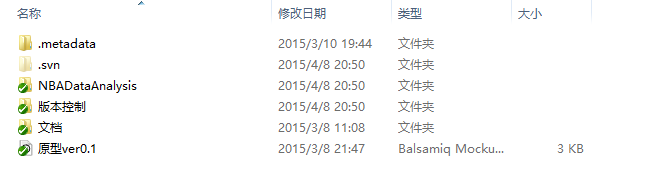 名称 修改日期 类型 大小
.metadata 2015/3/10 19:44 文件夹
.svn 2015/4/8 20:50 文件夹
NBADataAnalysis 2015/4/8 20:50 文件夹
版本控制 2015/4/8 20:50 文件夹
文档 2015/3/8 11:08 文件夹
原型ver0.1 2015/3/8 21:47 Balsamiq Mocku... 3 KB